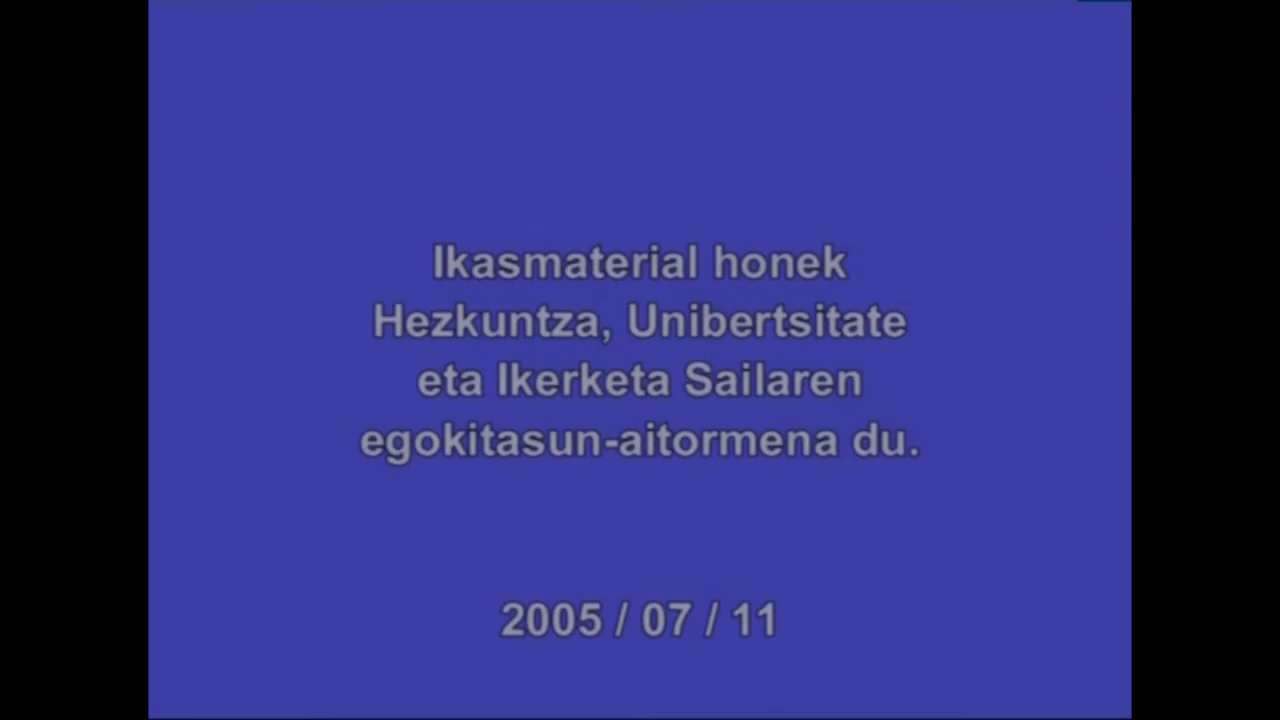 Ikasmaterial honek
Hezkuntza, Unibertsitate
eta Ikerketa Sailaren
egokitasun-aitormena du.
2005 / 07 / 11